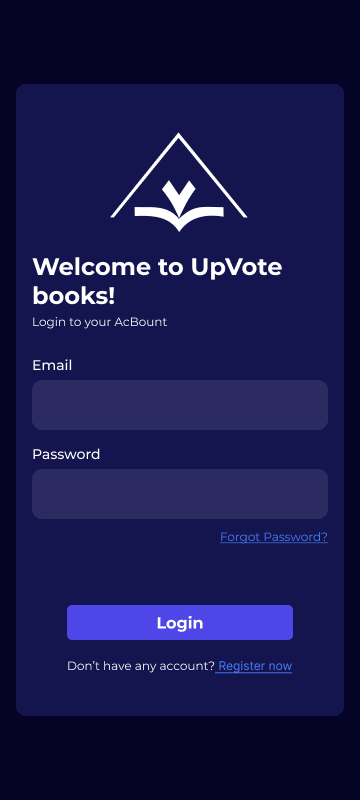 Welcome to UpVote
books!
Login to your AcBount
Email
Password
Forgot Password?
Login
Don’t have any account? Register now